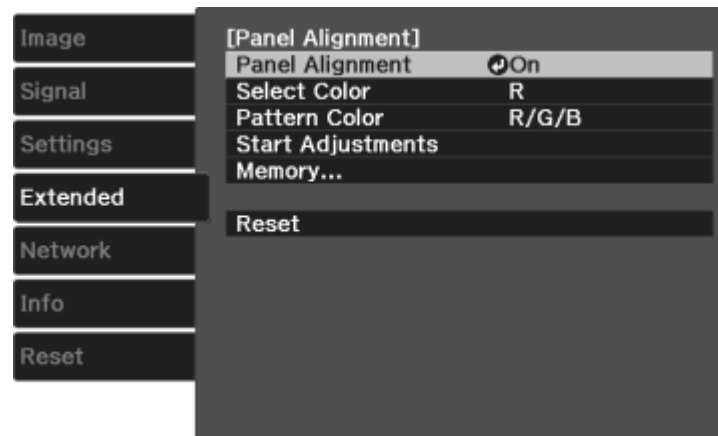 Image
Signal
Settings
Extended
Network
Info
Reset
[Panel Alignment]
Panel Alignment On
Select Color R
Pattern Color R/G/B
Start Adjustments
Memory...
Reset